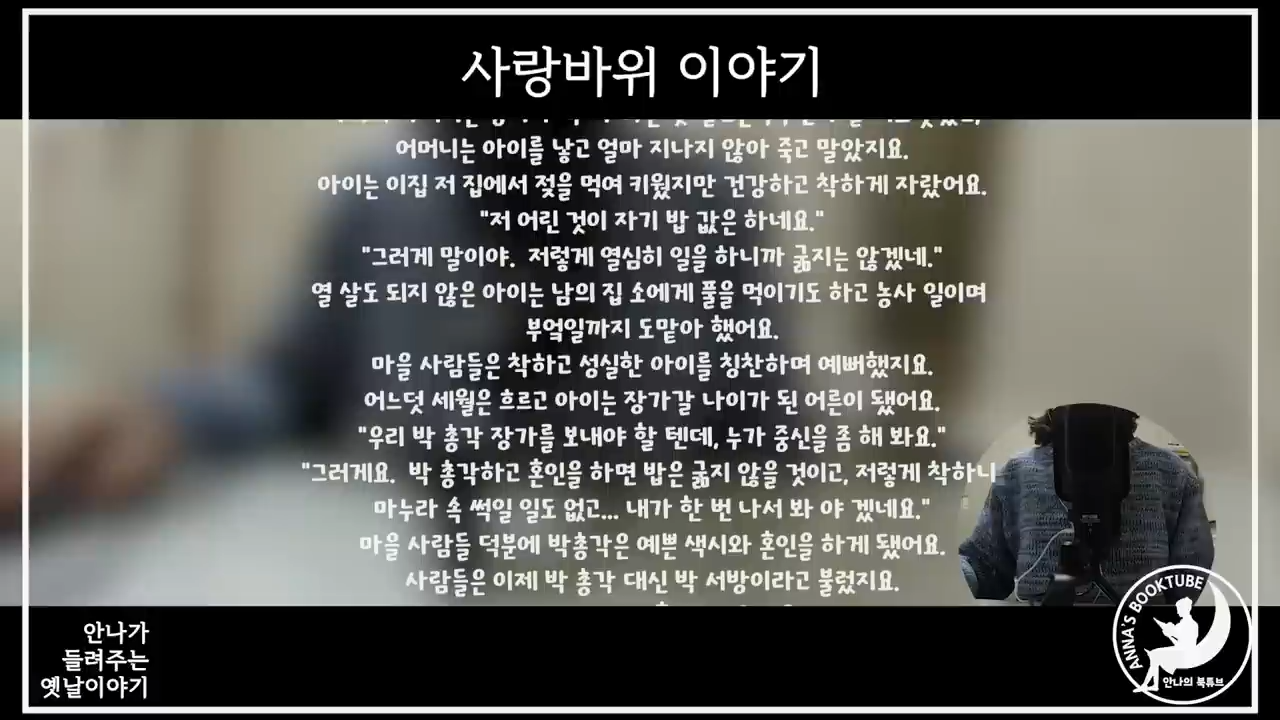 사랑바위 이야기
어머니는 아이를 낳고 얼마 지나지 않아 죽고 말았지요.
아이는 이집 저 집에서 젖을 먹여 키웠지만 건강하고 착하게 자랐어요.
"저 어린 것이 자기 밥 값은 하네요."
"그러게 말이야. 저렇게 열심히 일을 하니까 굶지는 않겠네."
열 살도 되지 않은 아이는 남의 집 소에게 풀을 먹이기도 하고 농사 일이며
부엌일까지 도맡아 했어요.
마을 사람들은 착하고 성실한 아이를 칭찬하며 예뻐했지요.
어느덧 세월은 흐르고 아이는 장가갈 나이가 된 어른이 됐어요.
"우리 박 총각 장가를 보내야 할 텐데, 누가 중신을 좀 해 봐요."
"그러게요. 박 총각하고 혼인을 하면 밥은 굶지 않을 것이고, 저렇게 착하니
마누라 속 썩일 일도 없고... 내가 한 번 나서 봐 야 겠네요."
마을 사람들 덕분에 박총각은 예쁜 색시와 혼인을 하게 됐어요.
사람들은 이제 박 총각 대신 박 서방이라고 불렀지요.
안나가
들려주는
옛날이야기
ANNA'S BOOKTUBE
안나의 북튜브